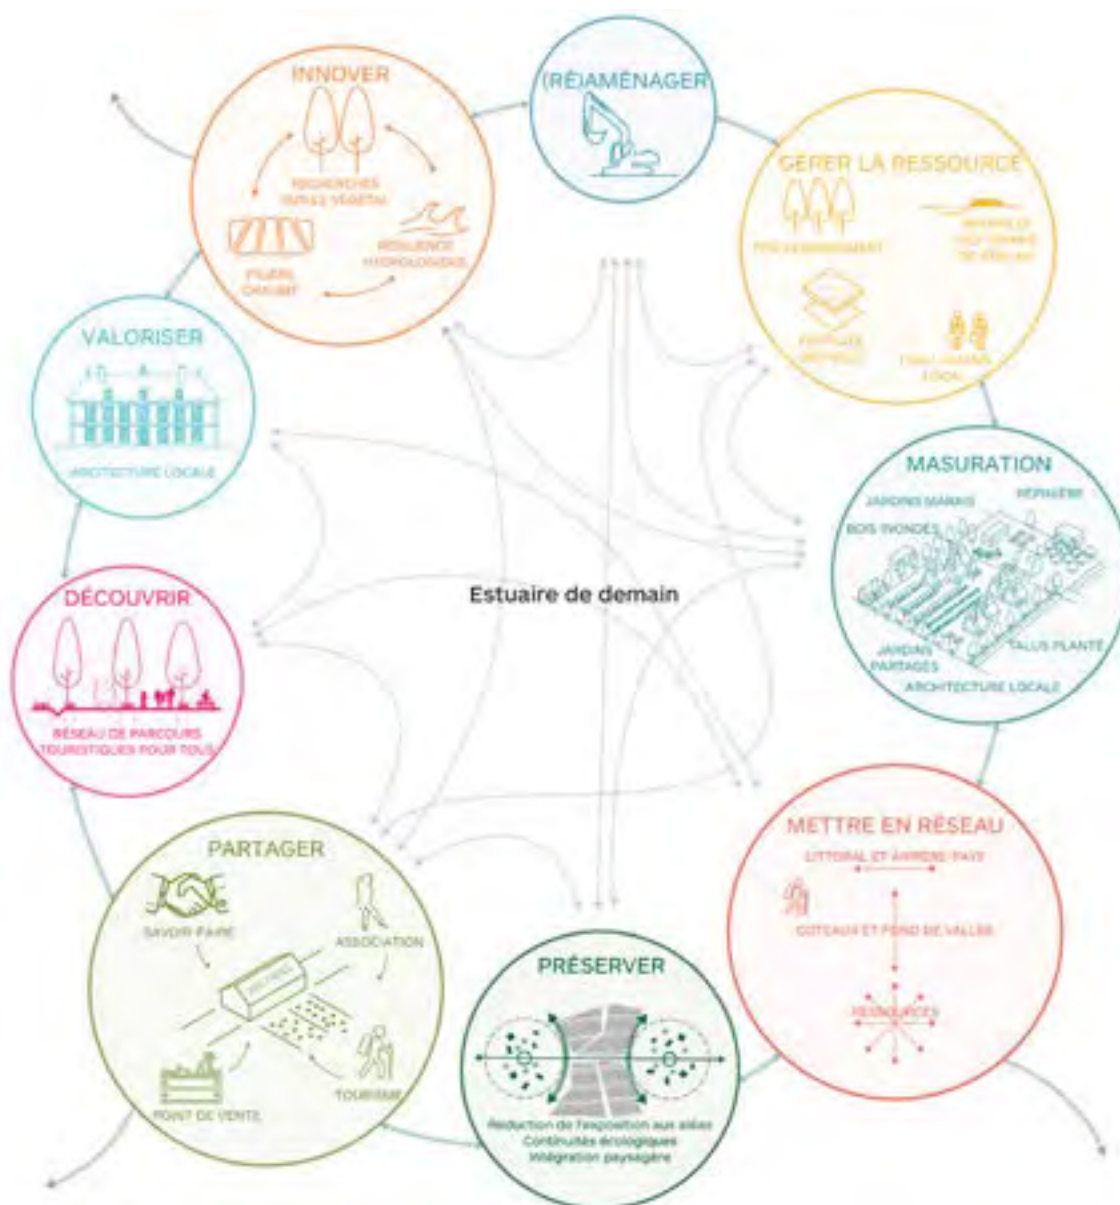 INNOVER
RECHERCHES
VÉGÉTAL
FILIÈRE
RÉSILIENCE
HYDROLOGIQUE
(RÉ)AMÉNAGER
GÉRER LA RESSOURCE
LOCAL
VALORISER
ARCITECTURE LOCALE
MASURATION
JARDINS MARAIS
PÉPINIÈRE
BOIS INONDÉS
JARDINS
PARTAGÉS
TALUS PLANTÉ
ARCHITECTURE LOCALE
Estuaire de demain
DÉCOUVRIR
RÉSEAU DE PARCOURS
TOURISTIQUES POUR TOUS
METTRE EN RÉSEAU
LITTORAL ET ARRIÈRE-PAYS
COTEAUX ET FOND DE VALLÉE
RESSOURCES
PARTAGER
SAVOIR-FAIRE
ASSOCIATION
POINT DE VENTE
TOURISME
PRÉSERVER
Réduction de l'exposition aux aléas
Continuités écologiques
Intégration paysagère